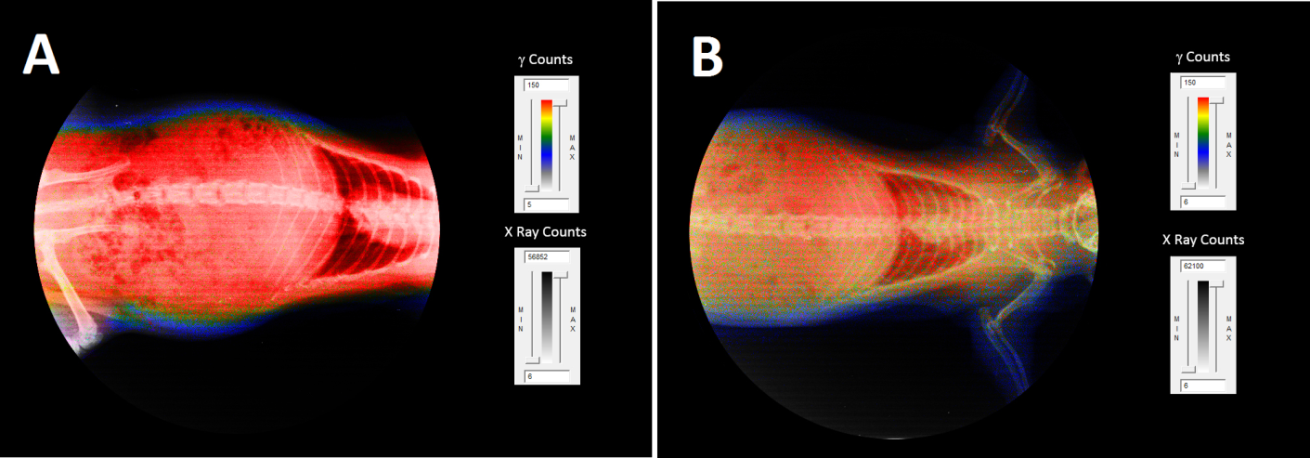 A
γ Counts
150
MIN
MAX
5
X Ray Counts
56852
MIN
MAX
6
B
γ Counts
150
MIN
MAX
6
X Ray Counts
62100
MIN
MAX
6